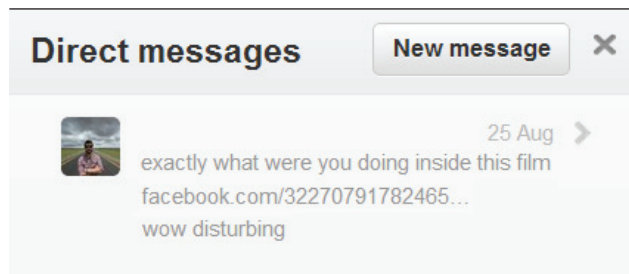 Direct messages
New message
25 Aug
exactly what were you doing inside this film
facebook.com/32270791782465...
wow disturbing